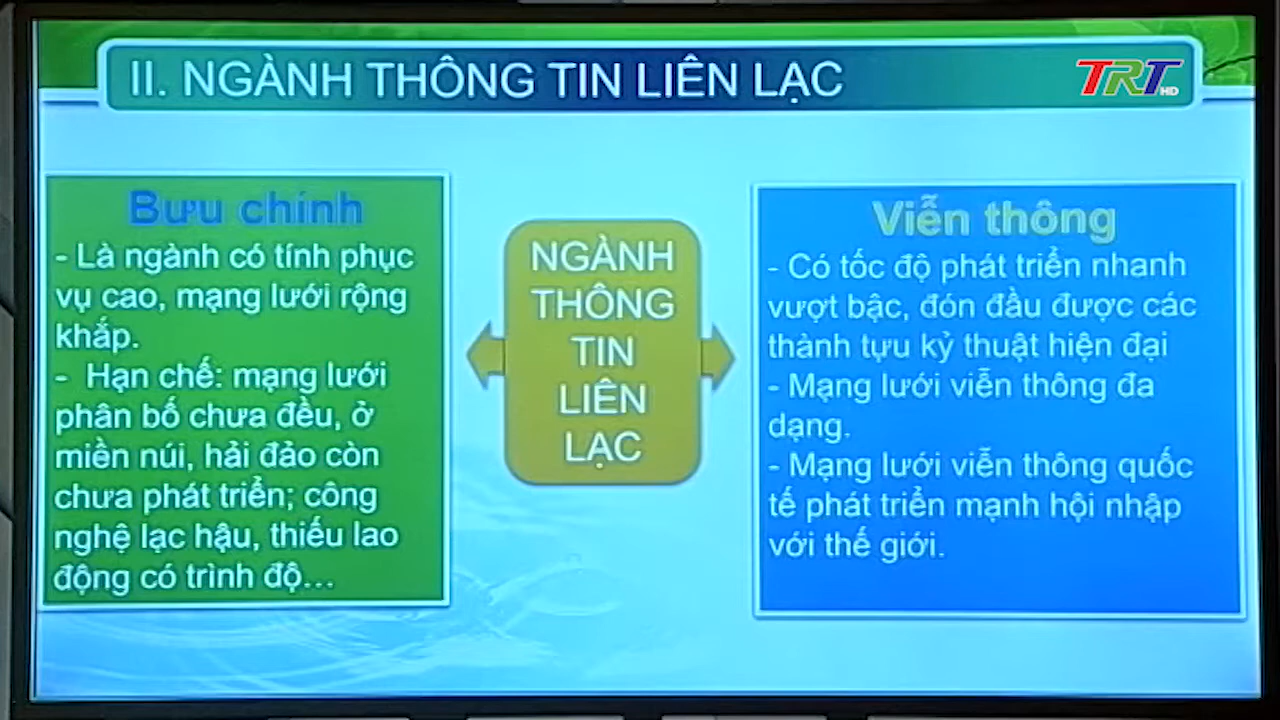 II. NGÀNH THÔNG TIN LIÊN LẠC
TRT
HD
Bưu chính
- Là ngành có tính phục
vụ cao, mạng lưới rộng
khắp.
- Hạn chế: mạng lưới
phân bố chưa đều, ở
miền núi, hải đảo còn
chưa phát triển; công
nghệ lạc hậu, thiếu lao
động có trình độ...
NGÀNH
THÔNG
TIN
LIÊN
LẠC
Viễn thông
- Có tốc độ phát triển nhanh
vượt bậc, đón đầu được các
thành tựu kỷ thuật hiện đại
- Mạng lưới viễn thông đa
dạng.
- Mạng lưới viễn thông quốc
tế phát triển mạnh hội nhập
với thế giới.